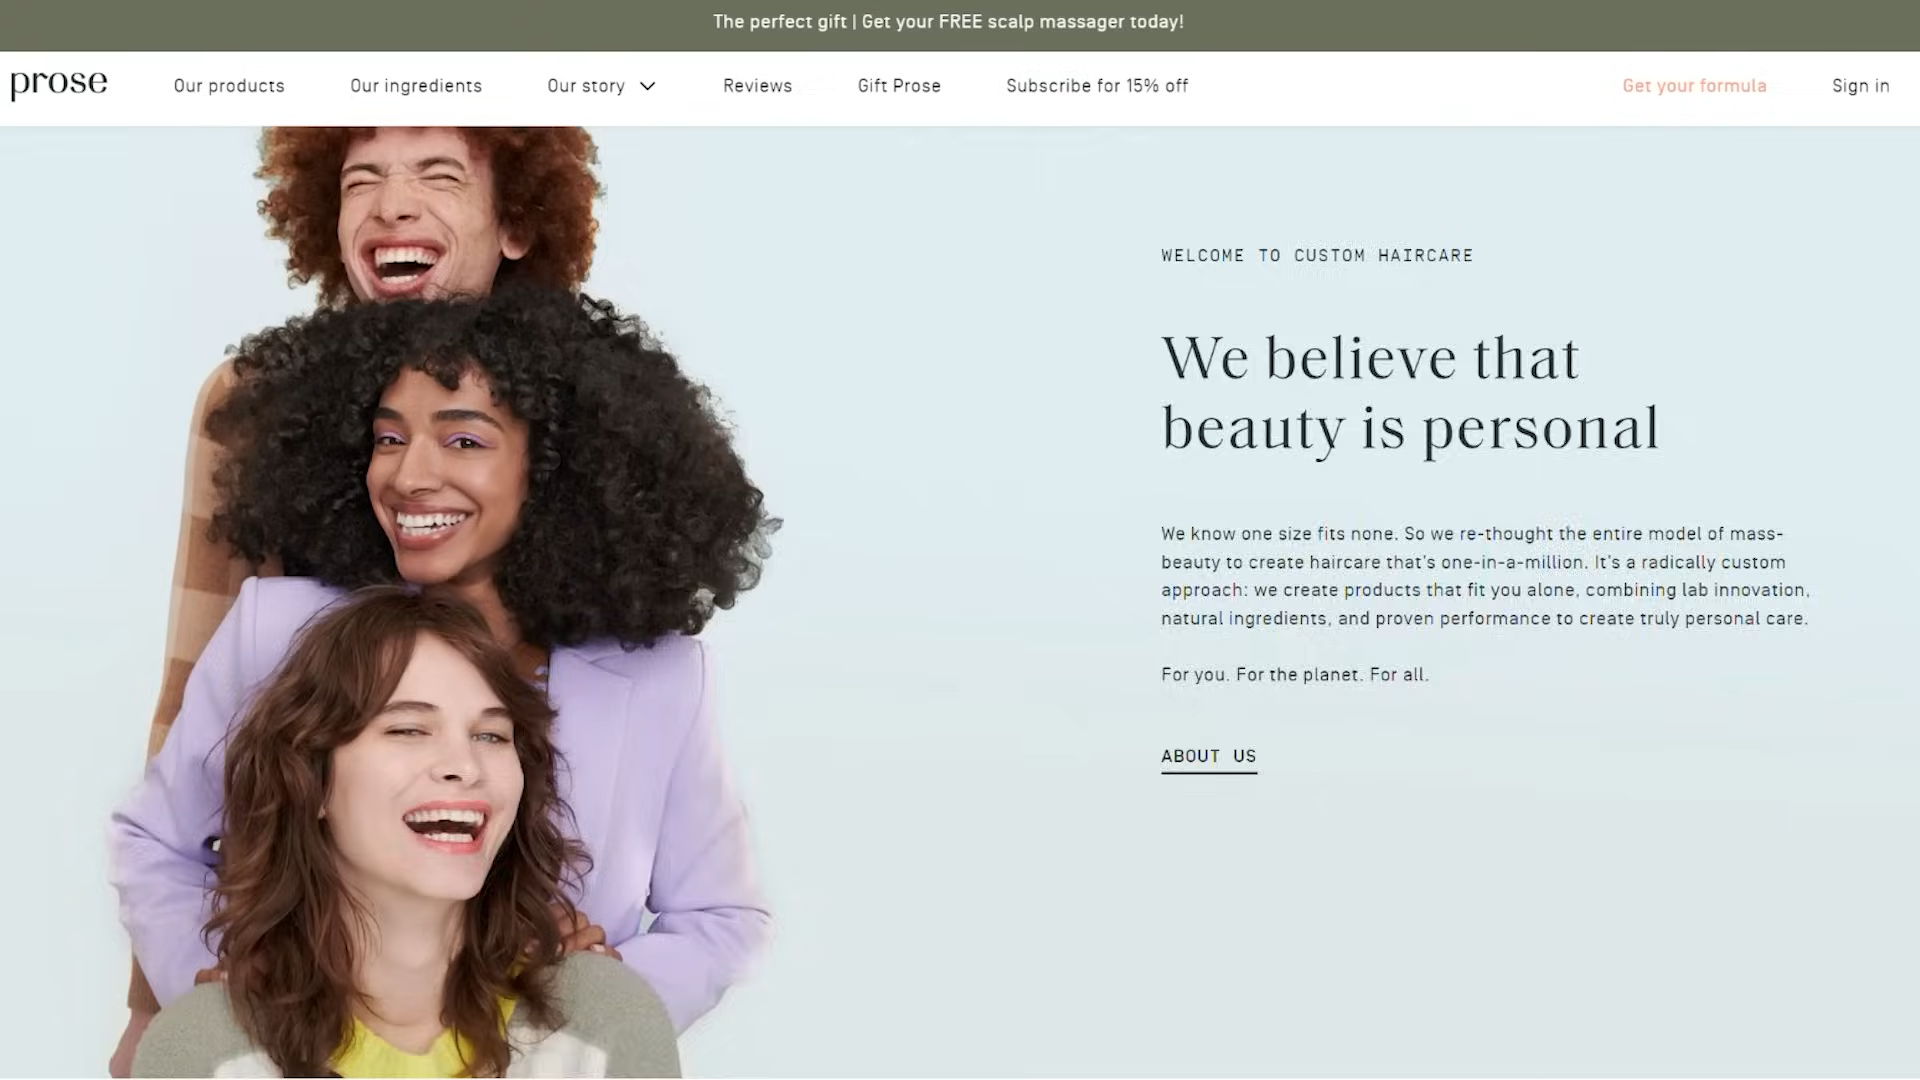 The perfect gift | Get your FREE scalp massager today!
prose
Our products
Our ingredients
Our story
Reviews
Gift Prose
Subscribe for 15% off
Get your formula
Sign in
WELCOME TO CUSTOM HAIRCARE
We believe that
beauty is personal
We know one size fits none. So we re-thought the entire model of mass-
beauty to create haircare that's one-in-a-million. It's a radically custom
approach: we create products that fit you alone, combining lab innovation,
natural ingredients, and proven performance to create truly personal care.
For you. For the planet. For all.
ABOUT US